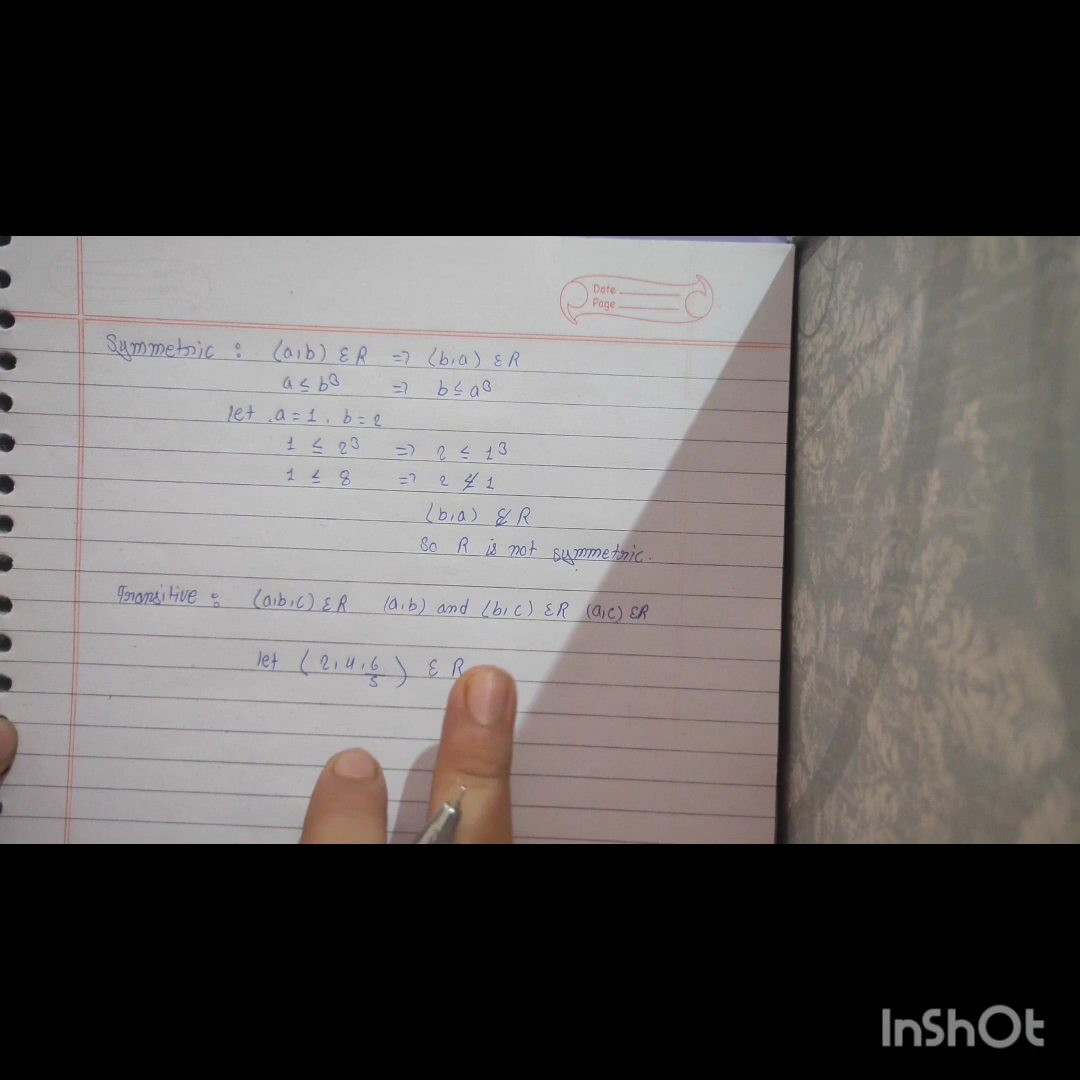 Date
Page
Symmetric : (a,b) ε R => (b,a) ε R
a ≤ b³ => b ≤ a³
let .a = 1 , b = 2
1 ≤ 2³ => 2 ≤ 1³
1 ≤ 8 => 2 ≰ 1
(b,a) ε̸ R
So R is not symmetric.
Transitive : (a,b,c) ε R (a,b) and (b,c) ε R (a,c) ε R
let (2, 4, 6/5) ε R
InShOt